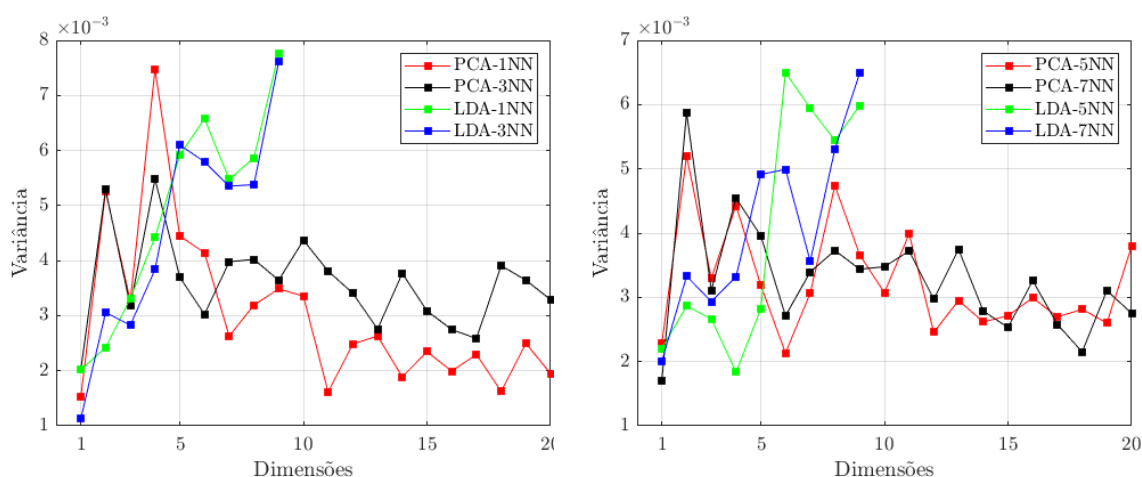 ×10⁻³
8
7
6
5
4
3
2
1
Variância
1 5 10 15 20
Dimensões
PCA-1NN
PCA-3NN
LDA-1NN
LDA-3NN
×10⁻³
7
6
5
4
3
2
1
Variância
1 5 10 15 20
Dimensões
PCA-5NN
PCA-7NN
LDA-5NN
LDA-7NN